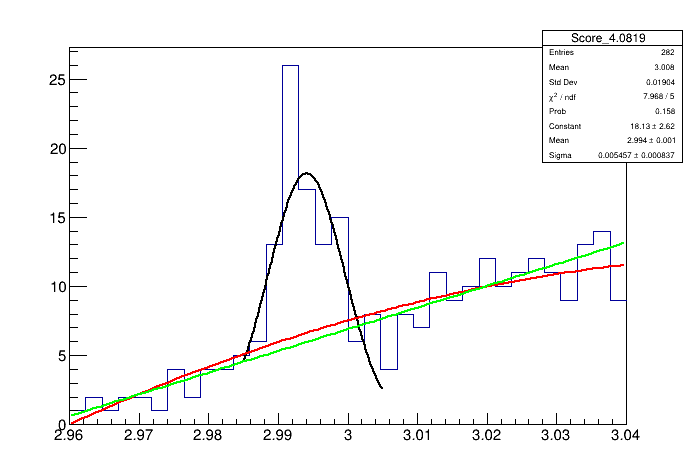 Score_4.0819
Entries 282
Mean 3.008
Std Dev 0.01904
χ² / ndf 7.968 / 5
Prob 0.158
Constant 18.13 ± 2.62
Mean 2.994 ± 0.001
Sigma 0.005457 ± 0.000837
25
20
15
10
5
0
2.96 2.97 2.98 2.99 3 3.01 3.02 3.03 3.04